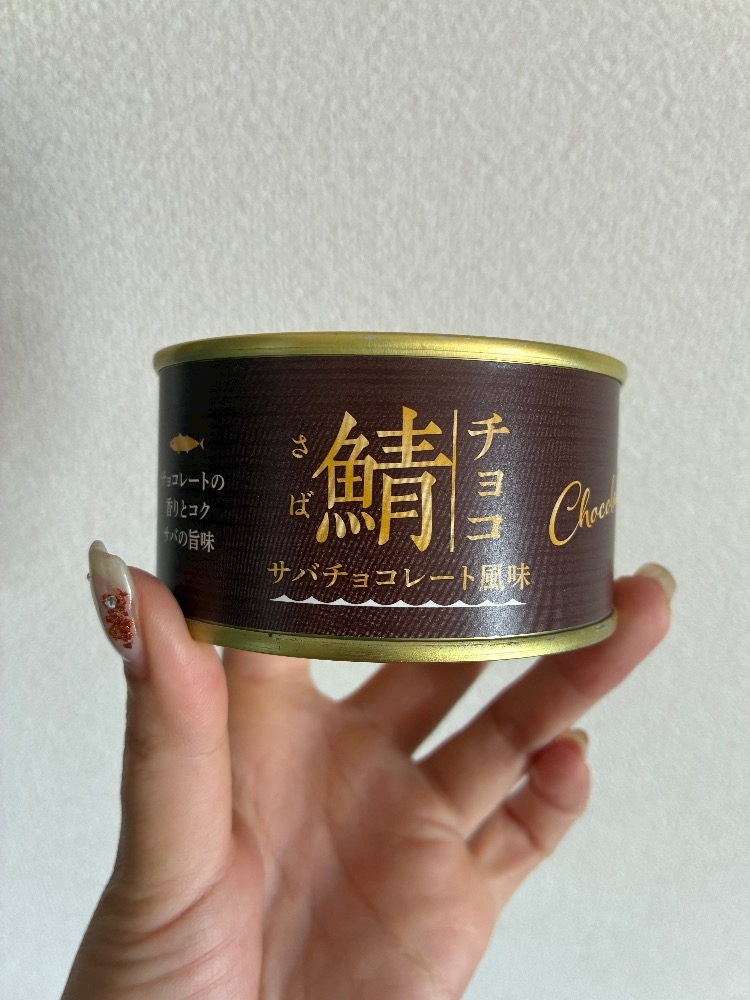 チョコレートの
香りとコク
サバの旨味
さば
鯖
チョコ
サバチョコレート風味